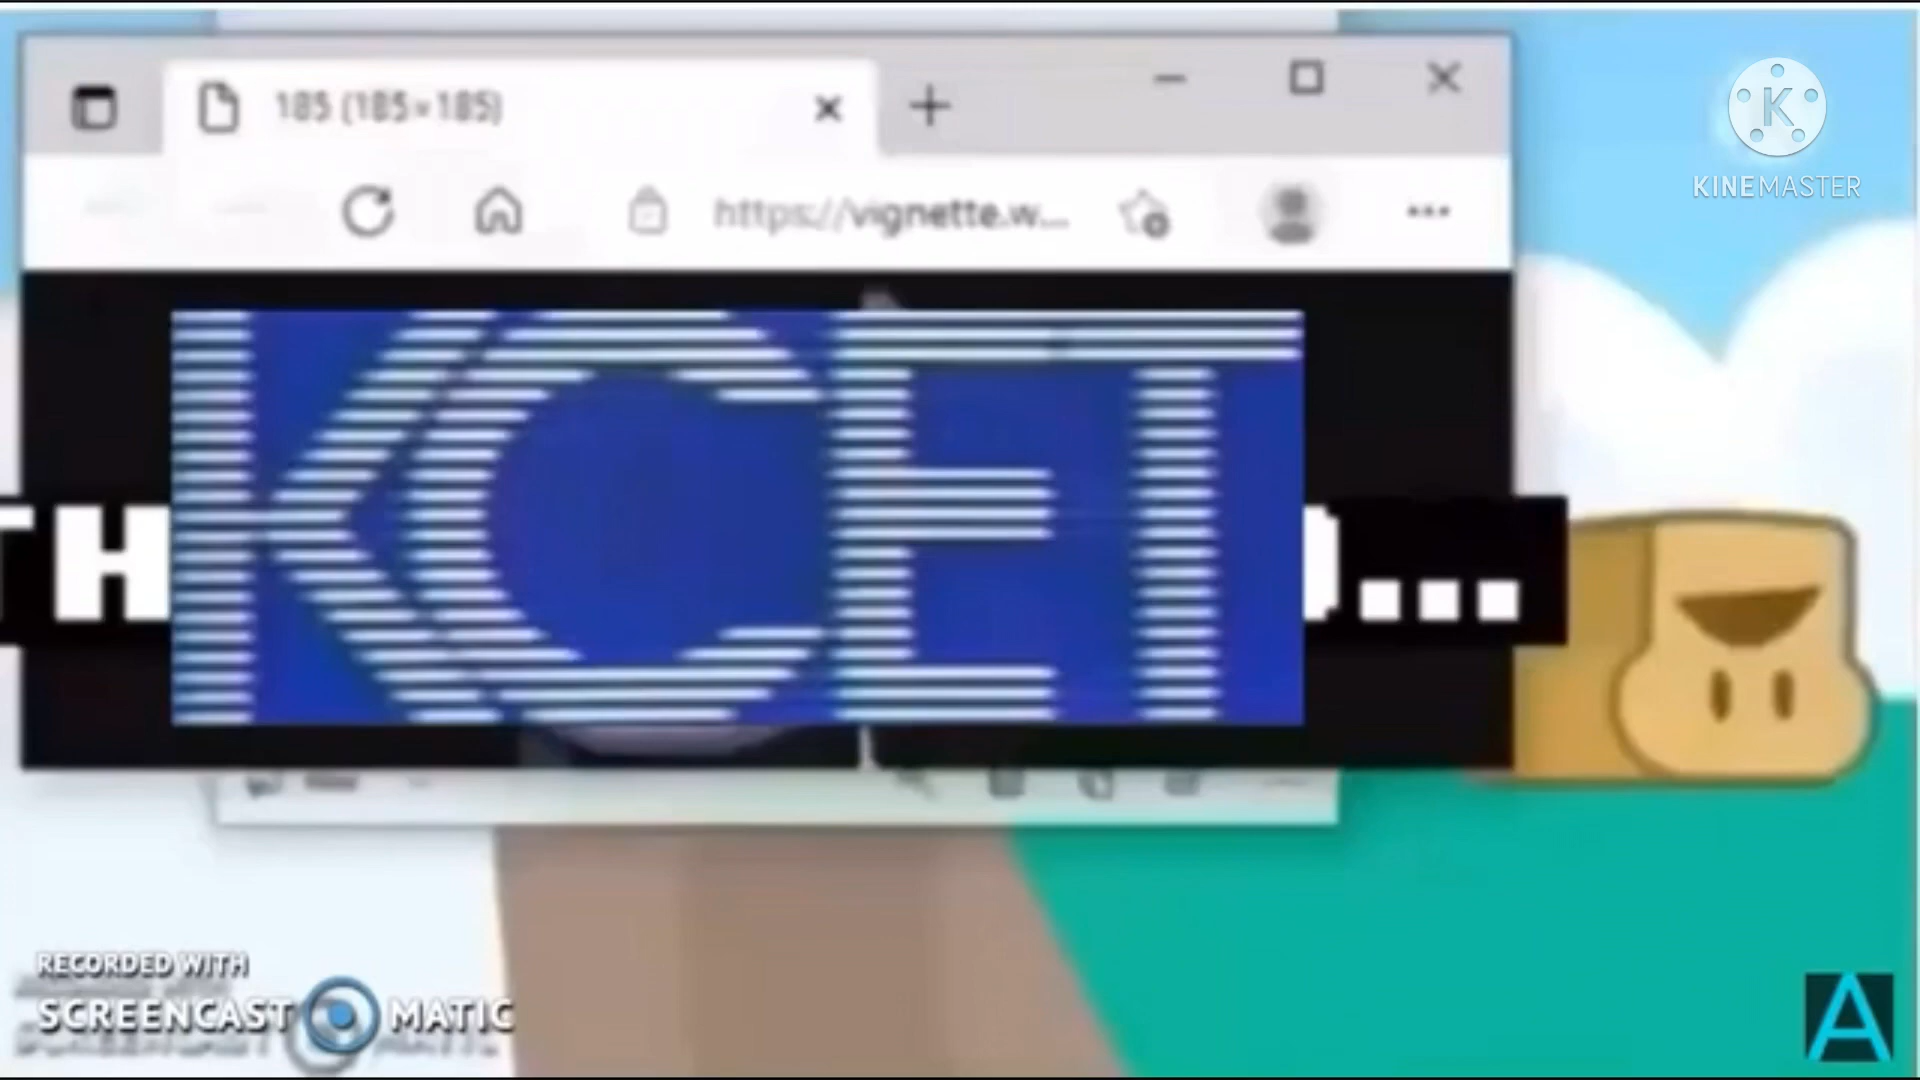 185 (185×185)
https://vignette.w...
K
KINEMASTER
KCET
TH
...
RECORDED WITH
SCREENCAST MATIC
A